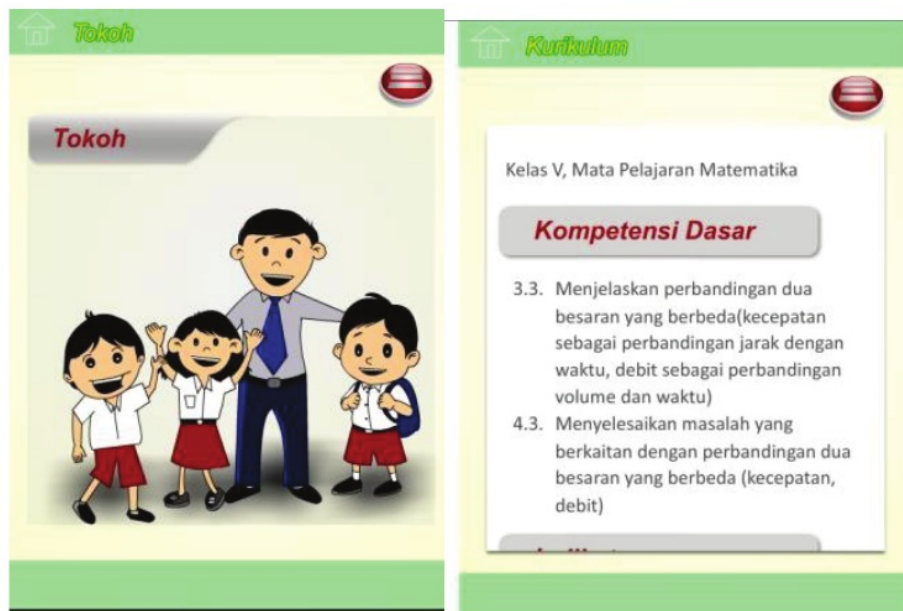 Tokoh
Tokoh
Kurikulum
Kelas V, Mata Pelajaran Matematika
Kompetensi Dasar
3.3. Menjelaskan perbandingan dua
besaran yang berbeda(kecepatan
sebagai perbandingan jarak dengan
waktu, debit sebagai perbandingan
volume dan waktu)
4.3. Menyelesaikan masalah yang
berkaitan dengan perbandingan dua
besaran yang berbeda (kecepatan,
debit)